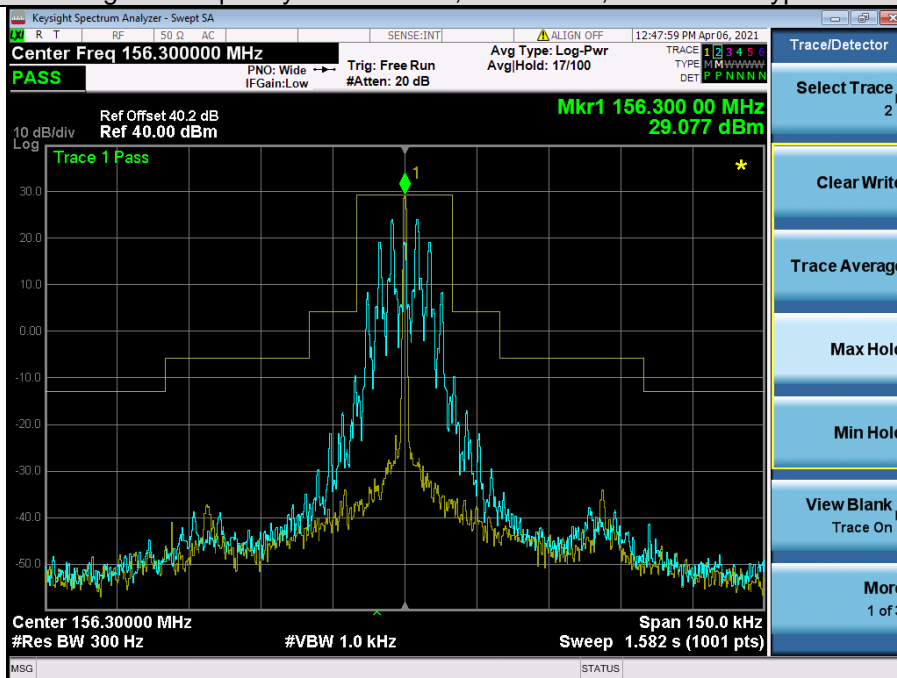 Keysight Spectrum Analyzer - Swept SA
LXI R T RF 50 Ω AC SENSE:INT ALIGN OFF 12:47:59 PM Apr 06, 2021
Center Freq 156.300000 MHz
PASS
PNO: Wide
IFGain:Low
Trig: Free Run
#Atten: 20 dB
Avg Type: Log-Pwr
Avg|Hold: 17/100
TRACE 1 2 3 4 5 6
TYPE M M W W W W
DET P P N N N N
Ref Offset 40.2 dB
10 dB/div Ref 40.00 dBm
Log
Mkr1 156.300 00 MHz
29.077 dBm
Trace 1 Pass
1
*
30.0
20.0
10.0
0.00
-10.0
-20.0
-30.0
-40.0
-50.0
Center 156.30000 MHz
Span 150.0 kHz
#Res BW 300 Hz
#VBW 1.0 kHz
Sweep 1.582 s (1001 pts)
MSG
STATUS
Trace/Detector
Select Trace
2
Clear Write
Trace Average
Max Hold
Min Hold
View Blank
Trace On
More
1 of 3